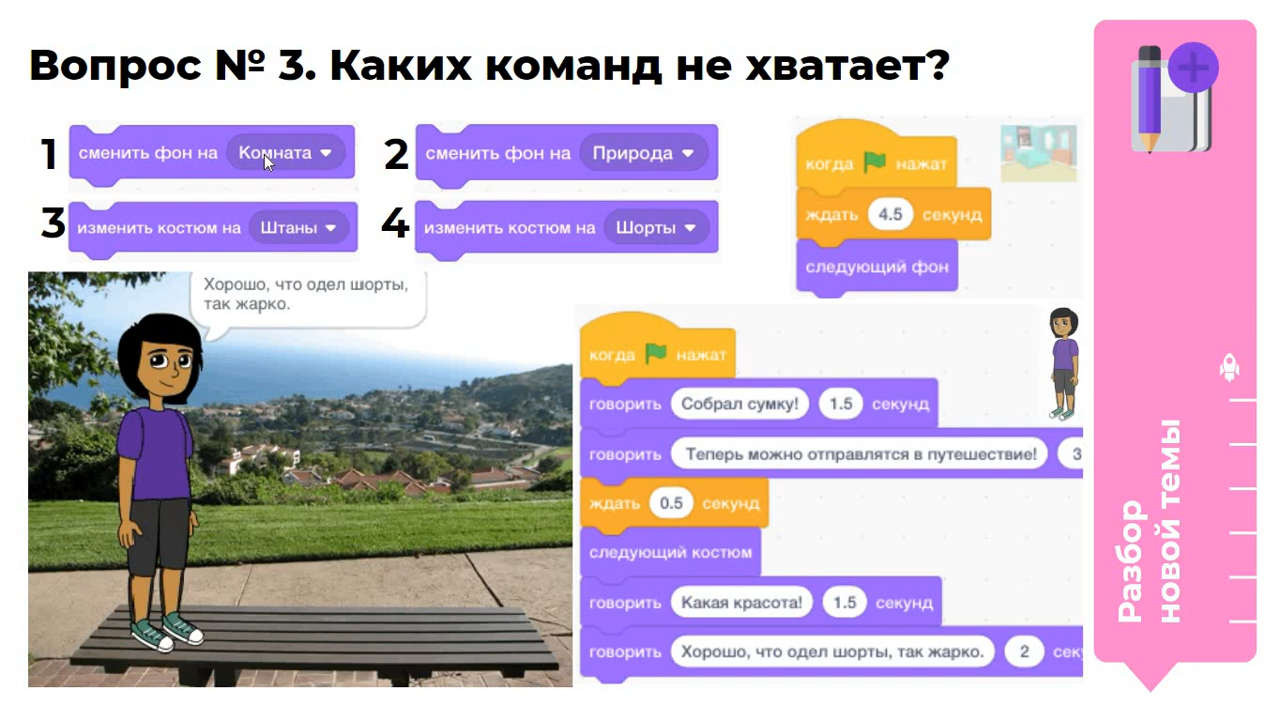 Вопрос № 3. Каких команд не хватает?
1 сменить фон на Комната
2 сменить фон на Природа
3 изменить костюм на Штаны
4 изменить костюм на Шорты
когда нажат
ждать 4.5 секунд
следующий фон
Хорошо, что одел шорты,
так жарко.
когда нажат
говорить Собрал сумку! 1.5 секунд
говорить Теперь можно отправлятся в путешествие! 3
ждать 0.5 секунд
следующий костюм
говорить Какая красота! 1.5 секунд
говорить Хорошо, что одел шорты, так жарко. 2 сек
Разбор
новой темы